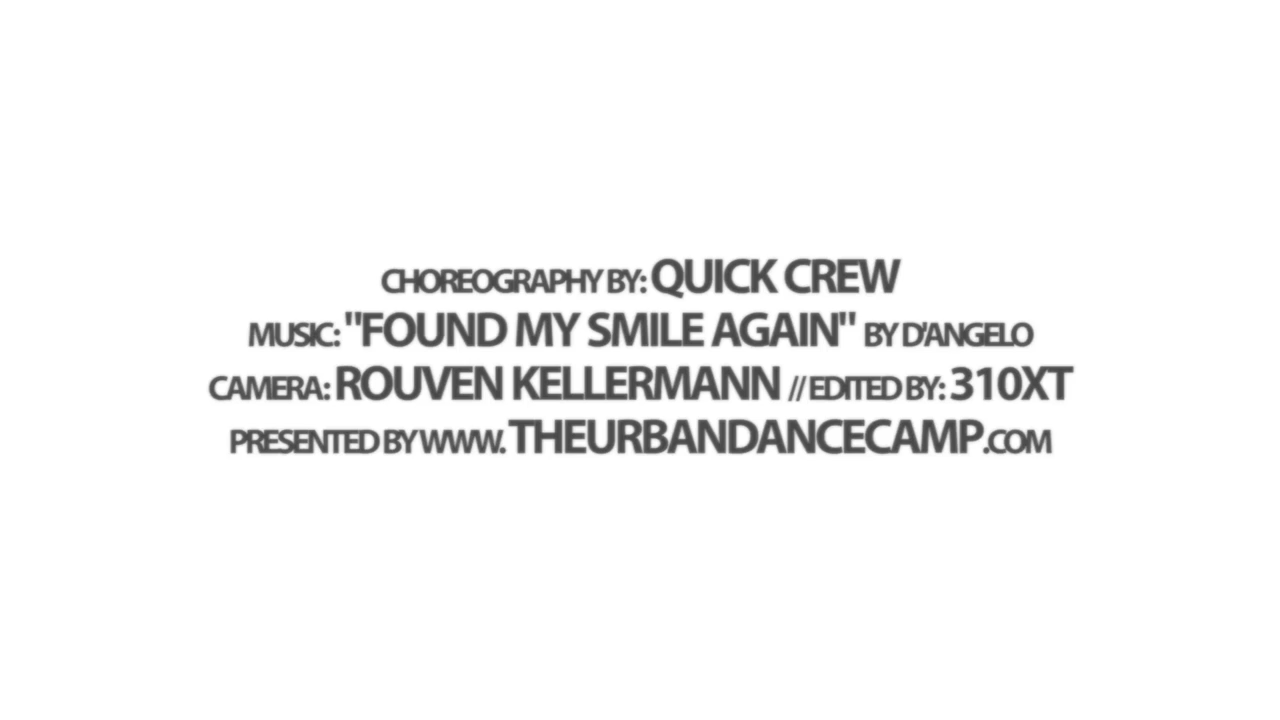 CHOREOGRAPHY BY: QUICK CREW
MUSIC: "FOUND MY SMILE AGAIN" BY D'ANGELO
CAMERA: ROUVEN KELLERMANN // EDITED BY: 310XT
PRESENTED BY WWW.THEURBANDANCECAMP.COM